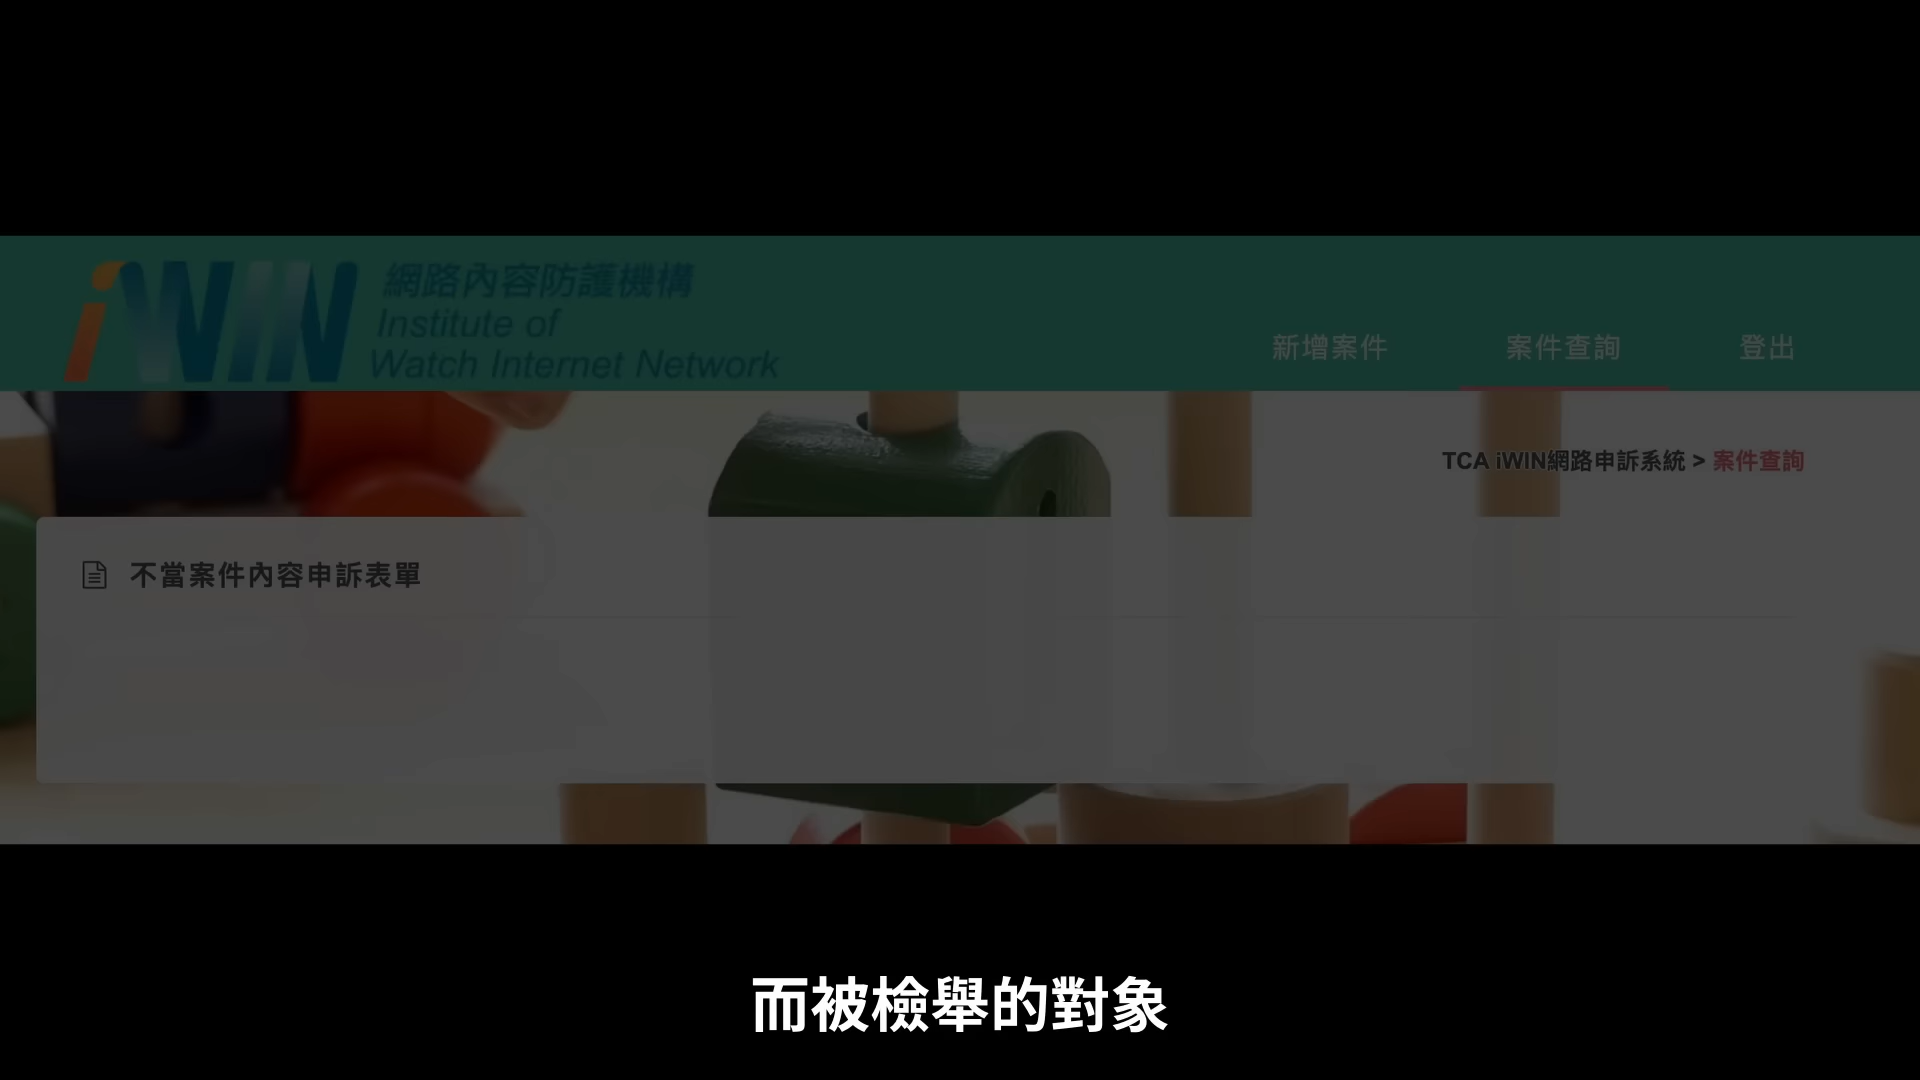 iWIN
網路內容防護機構
Institute of
Watch Internet Network
新增案件
案件查詢
登出
TCA iWIN網路申訴系統 > 案件查詢
不當案件內容申訴表單
而被檢舉的對象